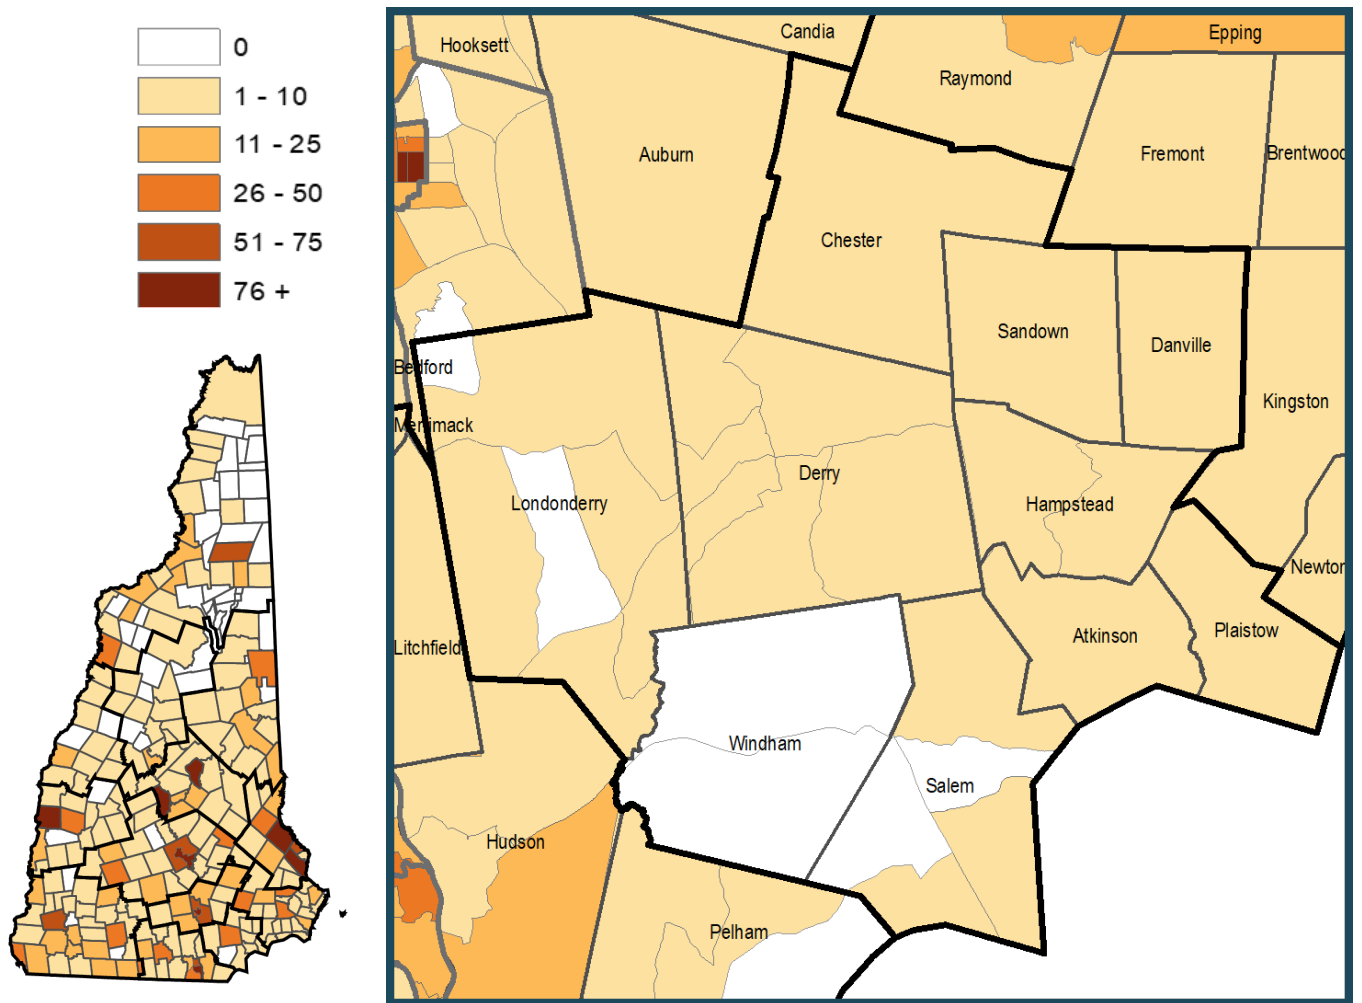 0
1 - 10
11 - 25
26 - 50
51 - 75
76 +
Candia
Epping
Hooksett
Raymond
Auburn
Fremont
Brentwood
Chester
Sandown
Danville
Bedford
Kingston
Merrimack
Derry
Londonderry
Hampstead
Newton
Plaistow
Atkinson
Litchfield
Windham
Salem
Hudson
Pelham